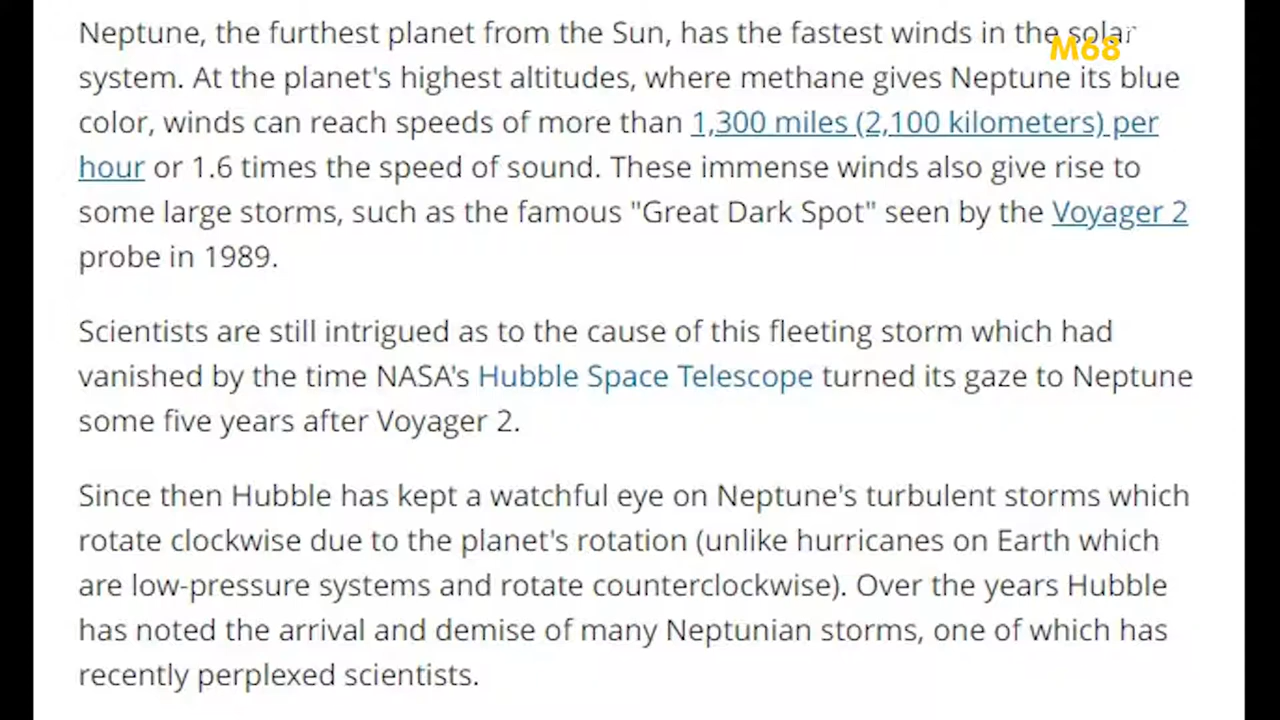 Neptune, the furthest planet from the Sun, has the fastest winds in the solar
M68
system. At the planet's highest altitudes, where methane gives Neptune its blue
color, winds can reach speeds of more than 1,300 miles (2,100 kilometers) per
hour or 1.6 times the speed of sound. These immense winds also give rise to
some large storms, such as the famous "Great Dark Spot" seen by the Voyager 2
probe in 1989.
Scientists are still intrigued as to the cause of this fleeting storm which had
vanished by the time NASA's Hubble Space Telescope turned its gaze to Neptune
some five years after Voyager 2.
Since then Hubble has kept a watchful eye on Neptune's turbulent storms which
rotate clockwise due to the planet's rotation (unlike hurricanes on Earth which
are low-pressure systems and rotate counterclockwise). Over the years Hubble
has noted the arrival and demise of many Neptunian storms, one of which has
recently perplexed scientists.